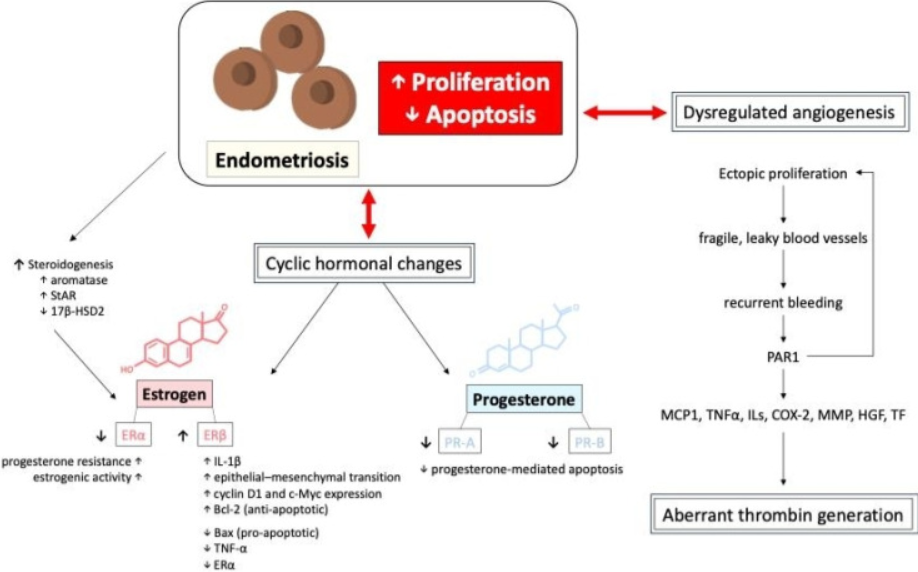 ↑ Proliferation
↓ Apoptosis
Endometriosis
Dysregulated angiogenesis
Ectopic proliferation
fragile, leaky blood vessels
recurrent bleeding
PAR1
MCP1, TNFα, ILs, COX-2, MMP, HGF, TF
Aberrant thrombin generation
Cyclic hormonal changes
↑ Steroidogenesis
↑ aromatase
↑ StAR
↓ 17β-HSD2
HO
O
Estrogen
↓ ERα
↑ ERβ
progesterone resistance ↑
estrogenic activity ↑
↑ IL-1β
↑ epithelial–mesenchymal transition
↑ cyclin D1 and c-Myc expression
↑ Bcl-2 (anti-apoptotic)
↓ Bax (pro-apoptotic)
↓ TNF-α
↓ ERα
O
O
Progesterone
↓ PR-A
↓ PR-B
↓ progesterone-mediated apoptosis